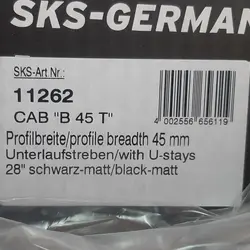 SKS-GERMAN
SKS-Art.Nr.:
11262
CAB "B 45 T"
4 002556 656119
Profilbreite/profile breadth 45 mm
Unterlaufstreben/with U-stays
28" schwarz-matt/black-matt